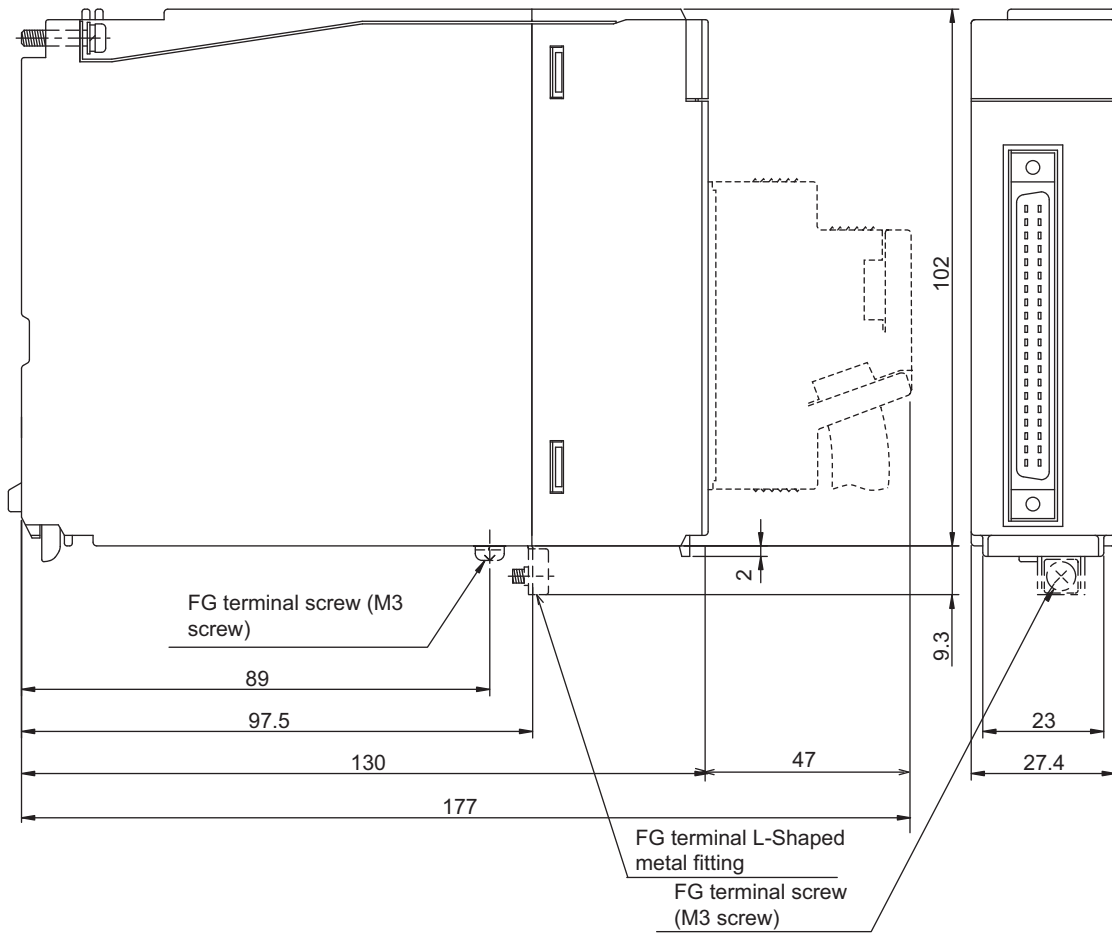 102
2
FG terminal screw (M3
screw)
9.3
89
97.5
23
130
47
27.4
177
FG terminal L-Shaped
metal fitting
FG terminal screw
(M3 screw)